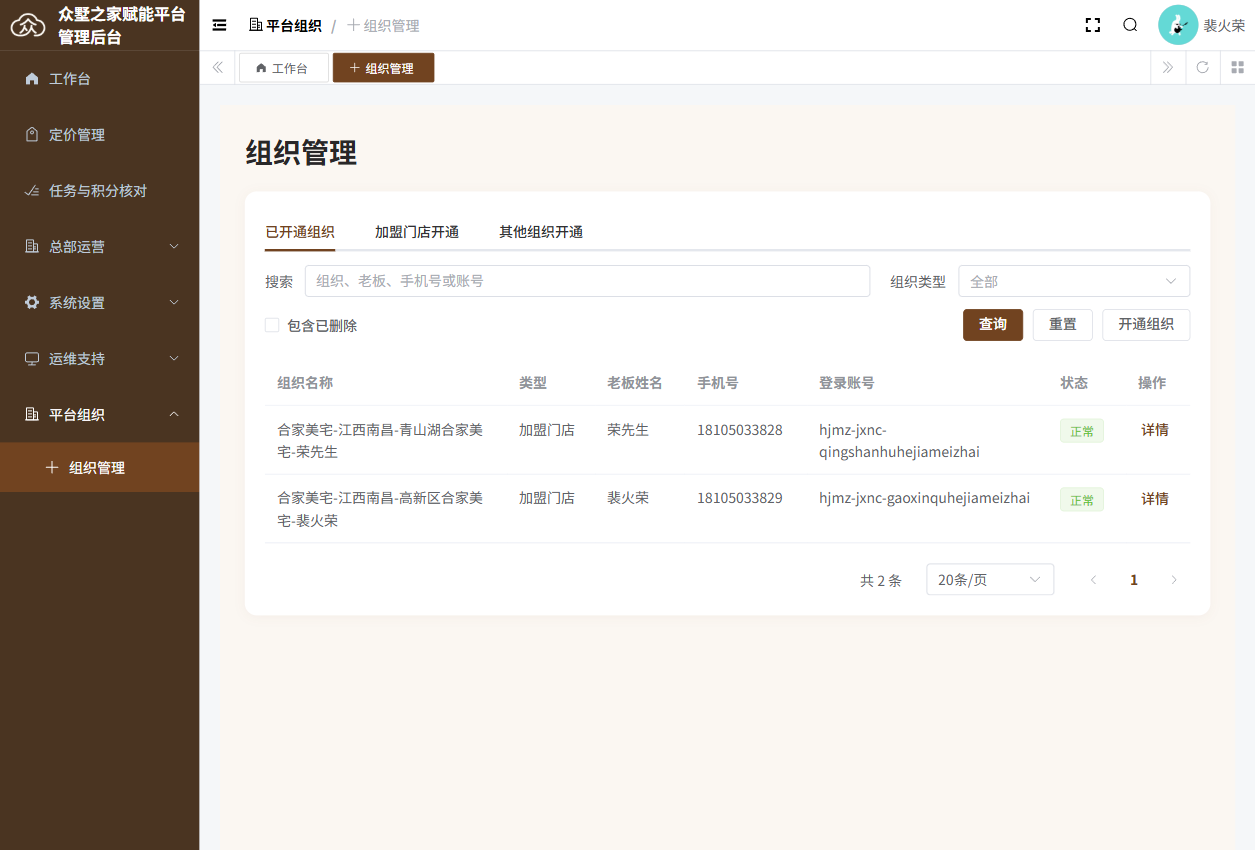 众墅之家赋能平台
管理后台
平台组织 / 组织管理
裴火荣
工作台
组织管理
工作台
定价管理
任务与积分核对
总部运营
系统设置
运维支持
平台组织
组织管理
组织管理
已开通组织 加盟门店开通 其他组织开通
搜索 组织、老板、手机号或账号 组织类型 全部
包含已删除 查询 重置 开通组织
组织名称 类型 老板姓名 手机号 登录账号 状态 操作
合家美宅-江西南昌-青山湖合家美 加盟门店 荣先生 18105033828 hjmz-jxnc- 正常 详情
宅-荣先生 qingshanhuhejiameizhai
合家美宅-江西南昌-高新区合家美 加盟门店 裴火荣 18105033829 hjmz-jxnc-gaoxinquhejiameizhai 正常 详情
宅-裴火荣
共 2 条 20条/页 1